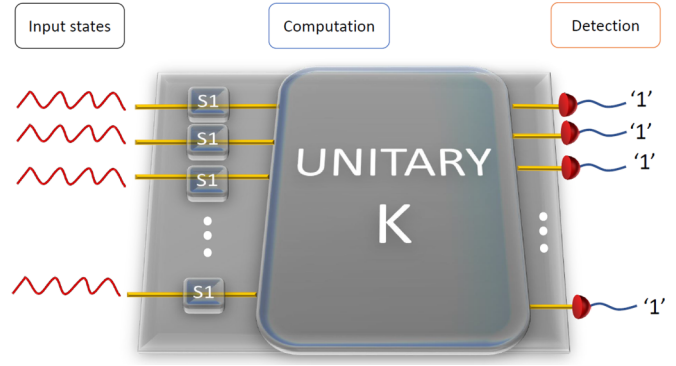 Input states
Computation
Detection
S1
'1'
S1
'1'
S1
'1'
UNITARY
K
S1
'1'